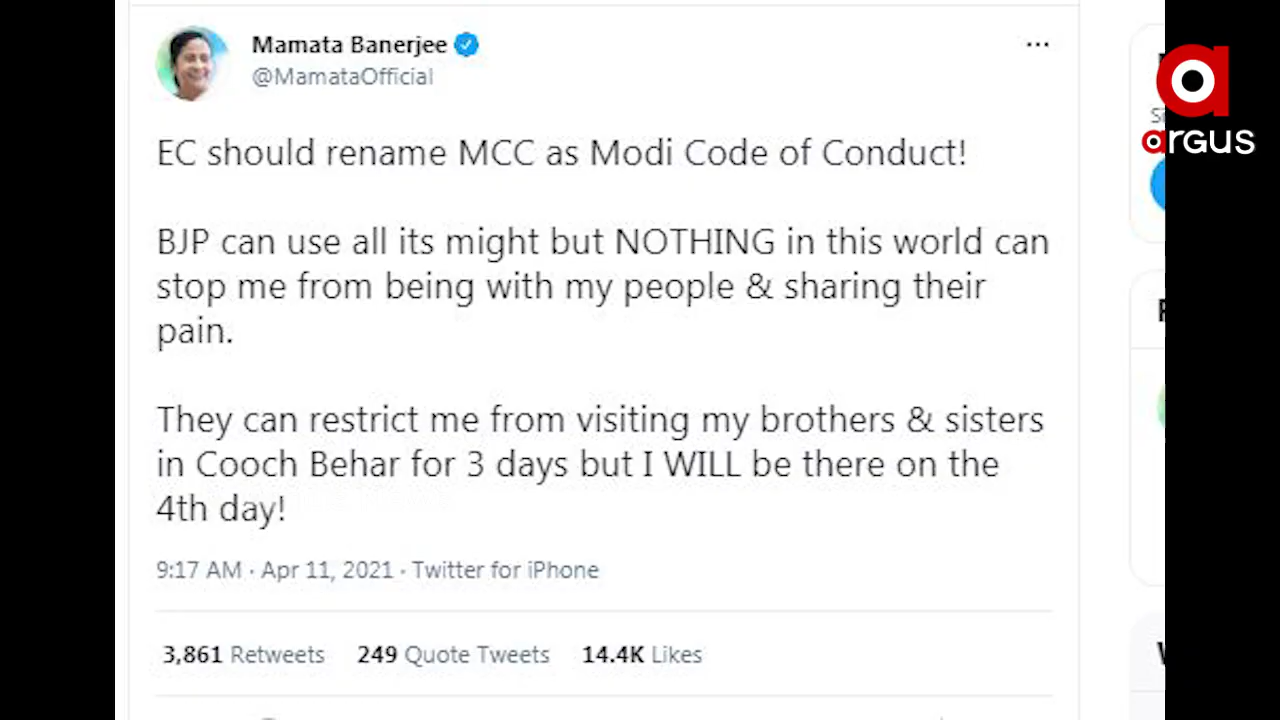 Mamata Banerjee
@MamataOfficial
EC should rename MCC as Modi Code of Conduct!
BJP can use all its might but NOTHING in this world can
stop me from being with my people & sharing their
pain.
They can restrict me from visiting my brothers & sisters
in Cooch Behar for 3 days but I WILL be there on the
4th day!
9:17 AM · Apr 11, 2021 · Twitter for iPhone
3,861 Retweets 249 Quote Tweets 14.4K Likes
argus